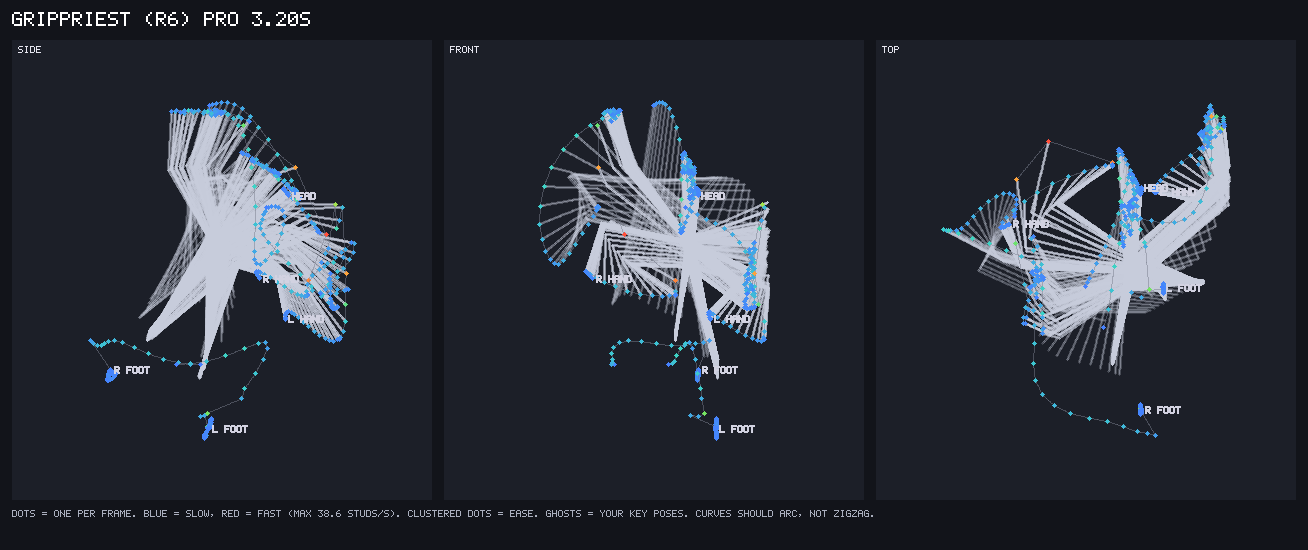 GRIPPRIEST (R6) PRO 3.20S
SIDE
FRONT
TOP
HEAD
R
L HAND
R FOOT
L FOOT
HEAD
R HAND
L HAND
R FOOT
L FOOT
HEAD
R HAND
L FOOT
R FOOT
DOTS = ONE PER FRAME. BLUE = SLOW, RED = FAST (MAX 38.6 STUDS/S). CLUSTERED DOTS = EASE. GHOSTS = YOUR KEY POSES. CURVES SHOULD ARC, NOT ZIGZAG.